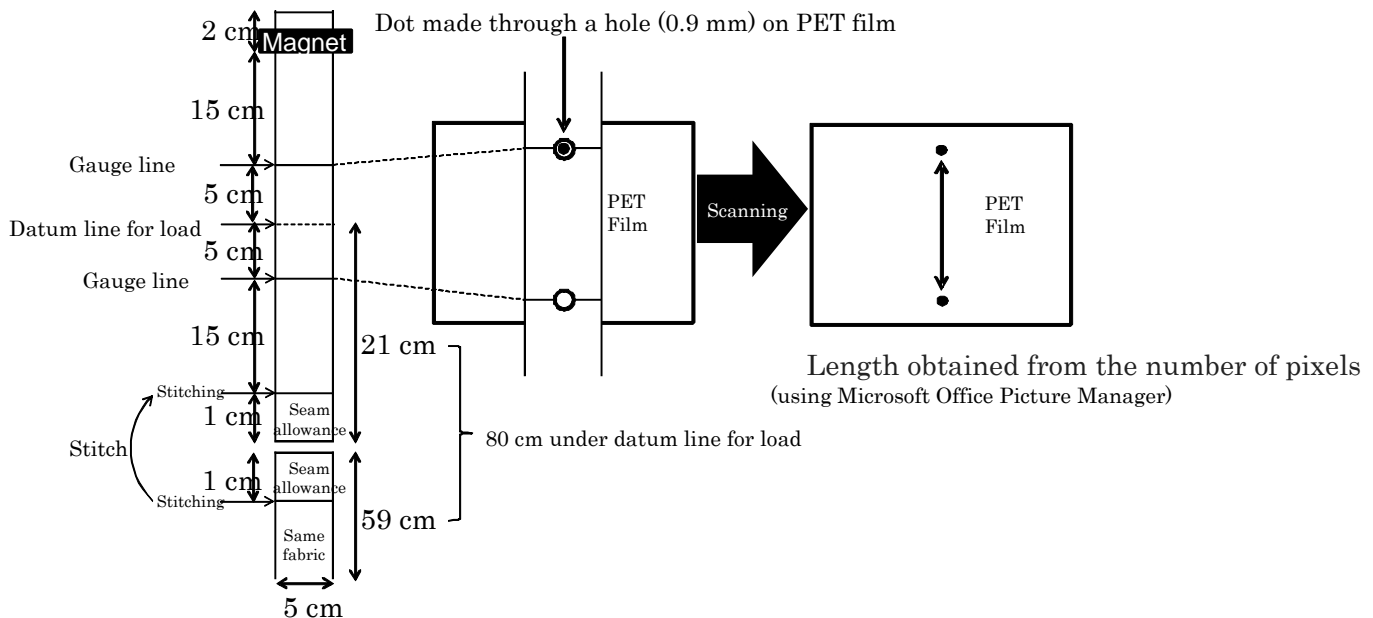 2 cm
Magnet
Dot made through a hole (0.9 mm) on PET film
15 cm
Gauge line
5 cm
Datum line for load
5 cm
Gauge line
15 cm
Stitching
1 cm
Seam
allowance
Stitch
1 cm
Seam
allowance
Stitching
Same
fabric
5 cm
21 cm
59 cm
80 cm under datum line for load
PET
Film
Scanning
PET
Film
Length obtained from the number of pixels
(using Microsoft Office Picture Manager)